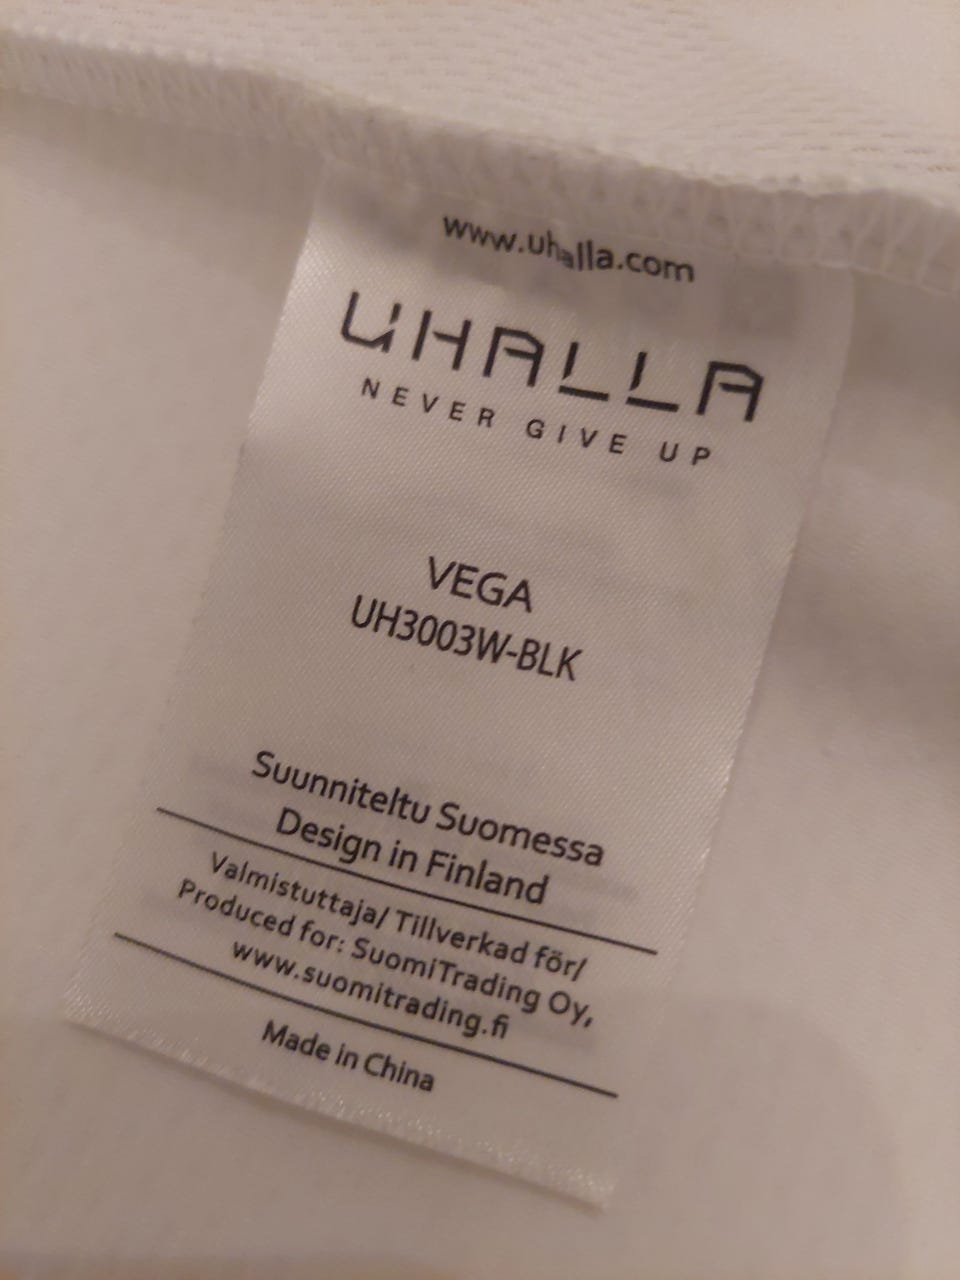 www.uhalla.com
UHALLA
NEVER GIVE UP
VEGA
UH3003W-BLK
Suunniteltu Suomessa
Design in Finland
Valmistuttaja/ Tillverkad för/
Produced for: SuomiTrading Oy,
www.suomitrading.fi
Made in China